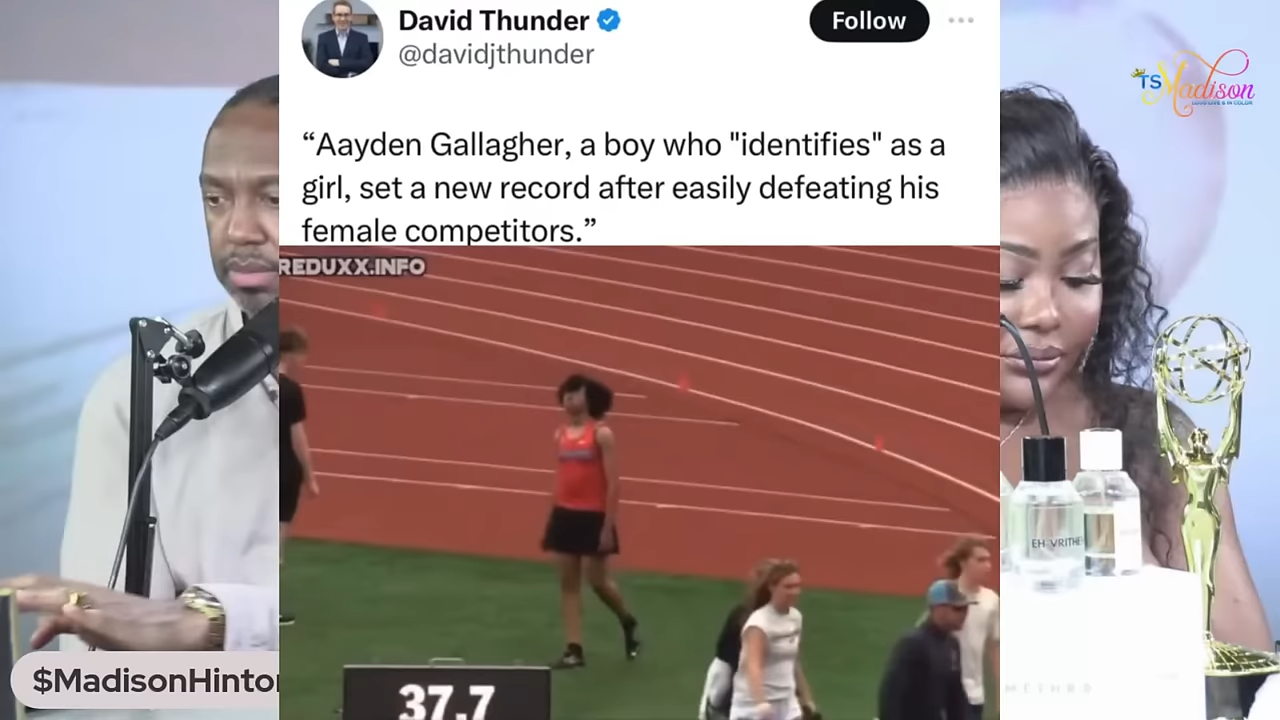 David Thunder
Follow
@davidjthunder
TS Madison
“Aayden Gallagher, a boy who "identifies" as a
girl, set a new record after easily defeating his
female competitors.”
REDUXX.INFO
37.7
$MadisonHinto